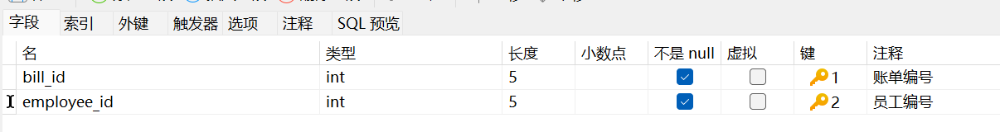 字段 索引 外键 触发器 选项 注释 SQL 预览
名 类型 长度 小数点 不是 null 虚拟 键 注释
bill_id int 5 1 账单编号
employee_id int 5 2 员工编号